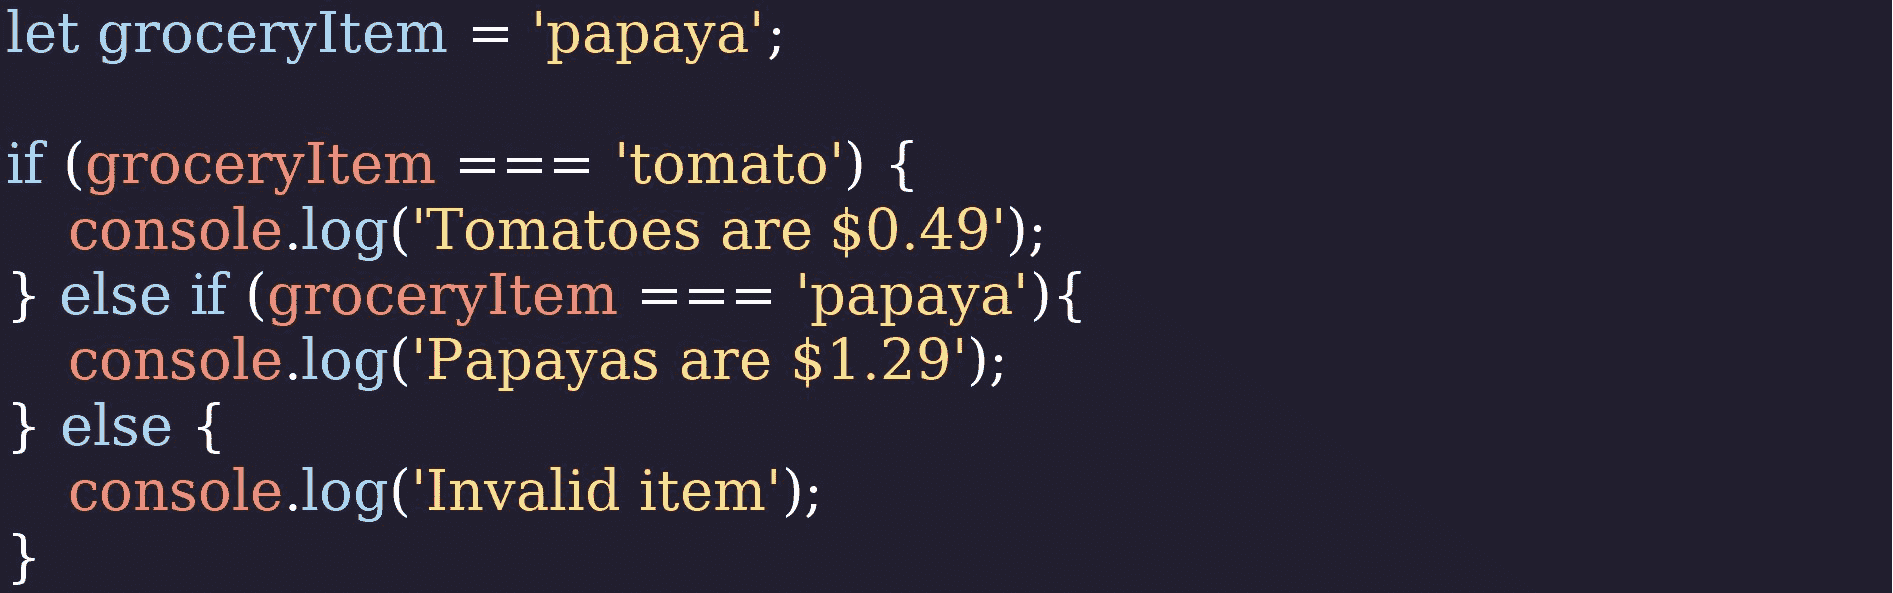 let groceryItem = 'papaya';

if (groceryItem === 'tomato') {
   console.log('Tomatoes are $0.49');
} else if (groceryItem === 'papaya'){
   console.log('Papayas are $1.29');
} else {
   console.log('Invalid item');
}